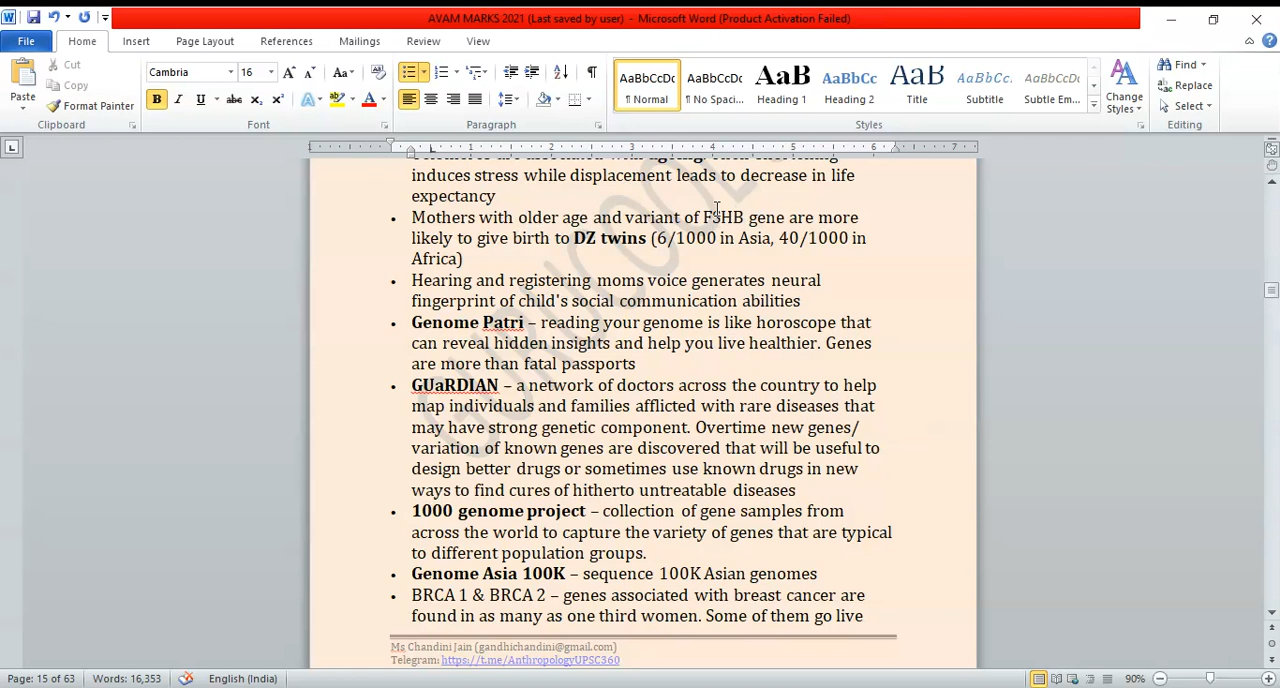 AVAM MARKS 2021 (Last saved by user) - Microsoft Word (Product Activation Failed)
File Home Insert Page Layout References Mailings Review View
Cut
Copy
Format Painter
Paste
Clipboard
Cambria 16
Font
Paragraph
AaBbCcDc AaBbCcDc AaB AaBbCc AaB AaBbCcI AaBbCcDc
¶ Normal ¶ No Spaci... Heading 1 Heading 2 Title Subtitle Subtle Em...
Change Styles
Styles
Find
Replace
Select
Editing
1 1 2 3 4 5 6 7
induces stress while displacement leads to decrease in life
expectancy
• Mothers with older age and variant of FSHB gene are more
likely to give birth to DZ twins (6/1000 in Asia, 40/1000 in
Africa)
• Hearing and registering moms voice generates neural
fingerprint of child's social communication abilities
• Genome Patri – reading your genome is like horoscope that
can reveal hidden insights and help you live healthier. Genes
are more than fatal passports
• GUaRDIAN – a network of doctors across the country to help
map individuals and families afflicted with rare diseases that
may have strong genetic component. Overtime new genes/
variation of known genes are discovered that will be useful to
design better drugs or sometimes use known drugs in new
ways to find cures of hitherto untreatable diseases
• 1000 genome project – collection of gene samples from
across the world to capture the variety of genes that are typical
to different population groups.
• Genome Asia 100K – sequence 100K Asian genomes
• BRCA 1 & BRCA 2 – genes associated with breast cancer are
found in as many as one third women. Some of them go live
Ms Chandini Jain (gandhichandini@gmail.com)
Telegram: https://t.me/AnthropologyUPSC360
Page: 15 of 63 Words: 16,353 English (India) 90%